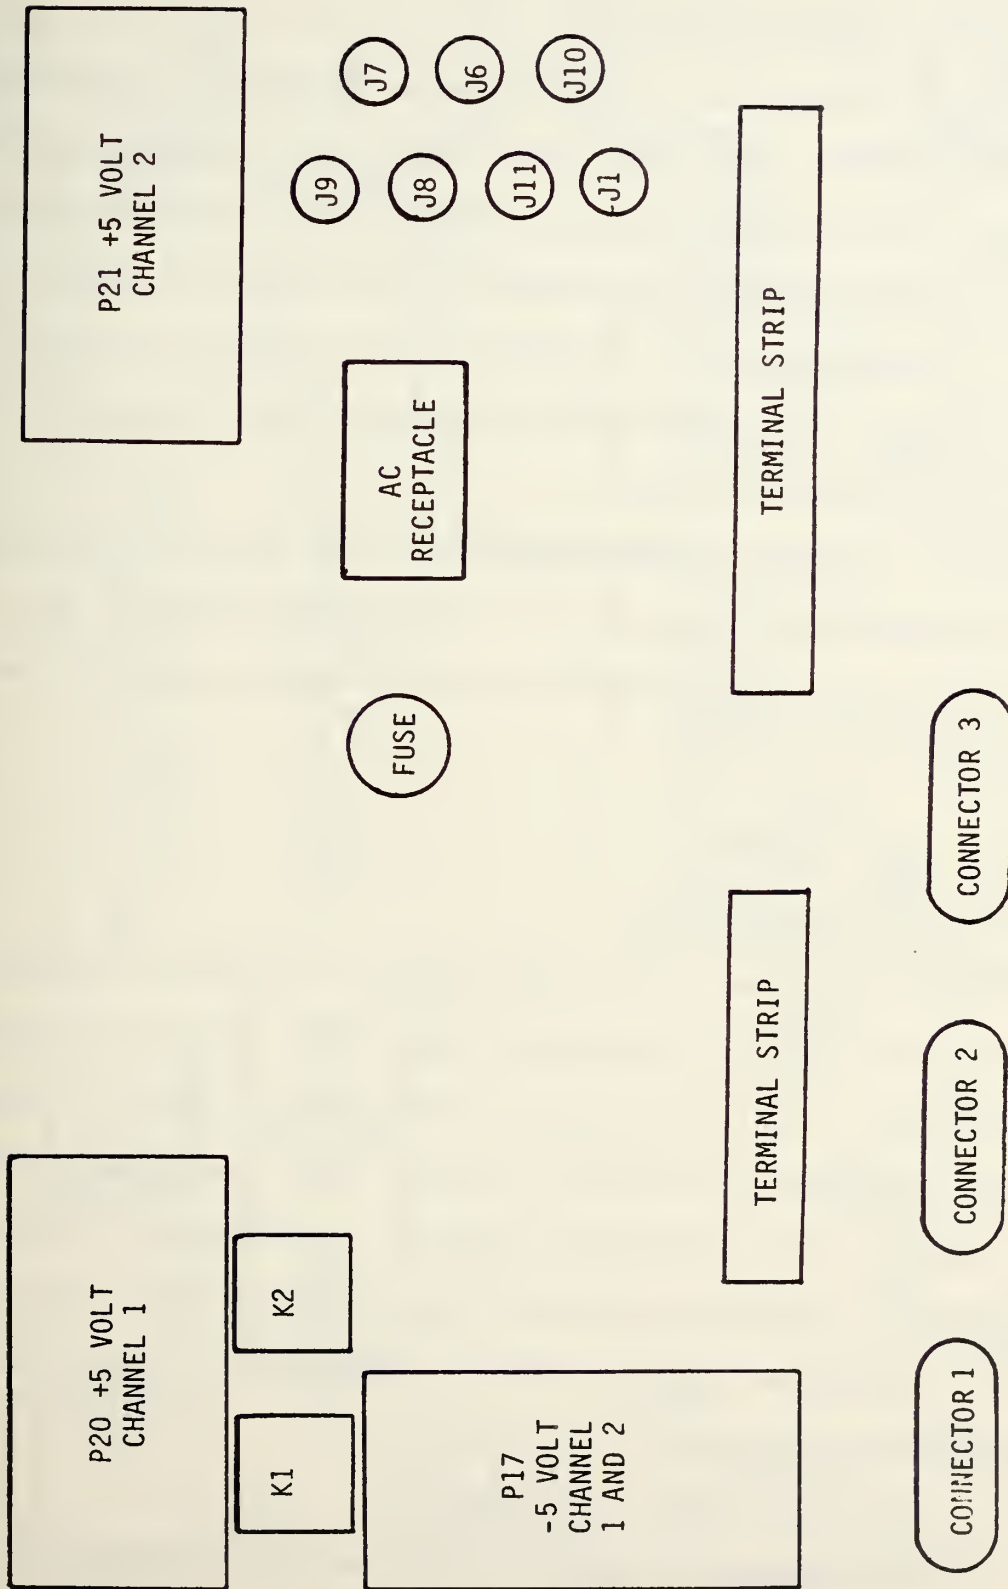 P20 +5 VOLT
CHANNEL 1
P21 +5 VOLT
CHANNEL 2
K1
K2
J9
J7
J8
J6
J11
J10
J1
FUSE
AC
RECEPTACLE
P17
-5 VOLT
CHANNEL
1 AND 2
TERMINAL STRIP
TERMINAL STRIP
CONNECTOR 1
CONNECTOR 2
CONNECTOR 3